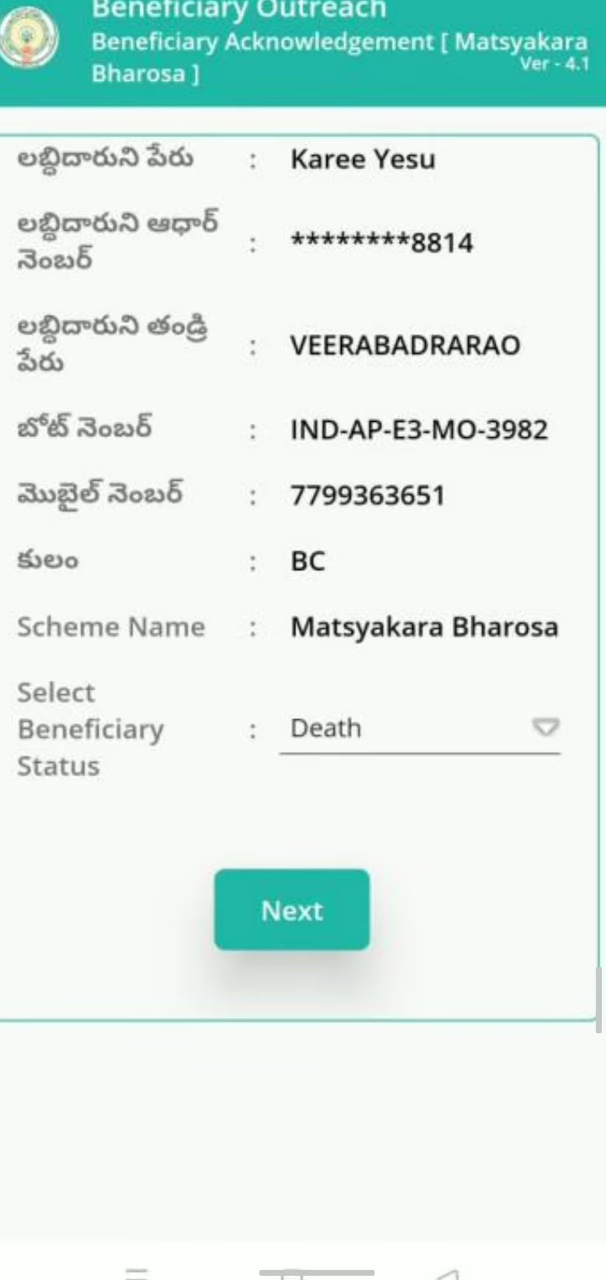 Beneficiary Outreach
Beneficiary Acknowledgement [ Matsyakara
Bharosa ]
Ver - 4.1
లబ్ధిదారుని పేరు : Karee Yesu
లబ్ధిదారుని ఆధార్
నెంబర్ : ********8814
లబ్ధిదారుని తండ్రి
పేరు : VEERABADRARAO
బోట్ నెంబర్ : IND-AP-E3-MO-3982
మొబైల్ నెంబర్ : 7799363651
కులం : BC
Scheme Name : Matsyakara Bharosa
Select
Beneficiary : Death
Status
Next